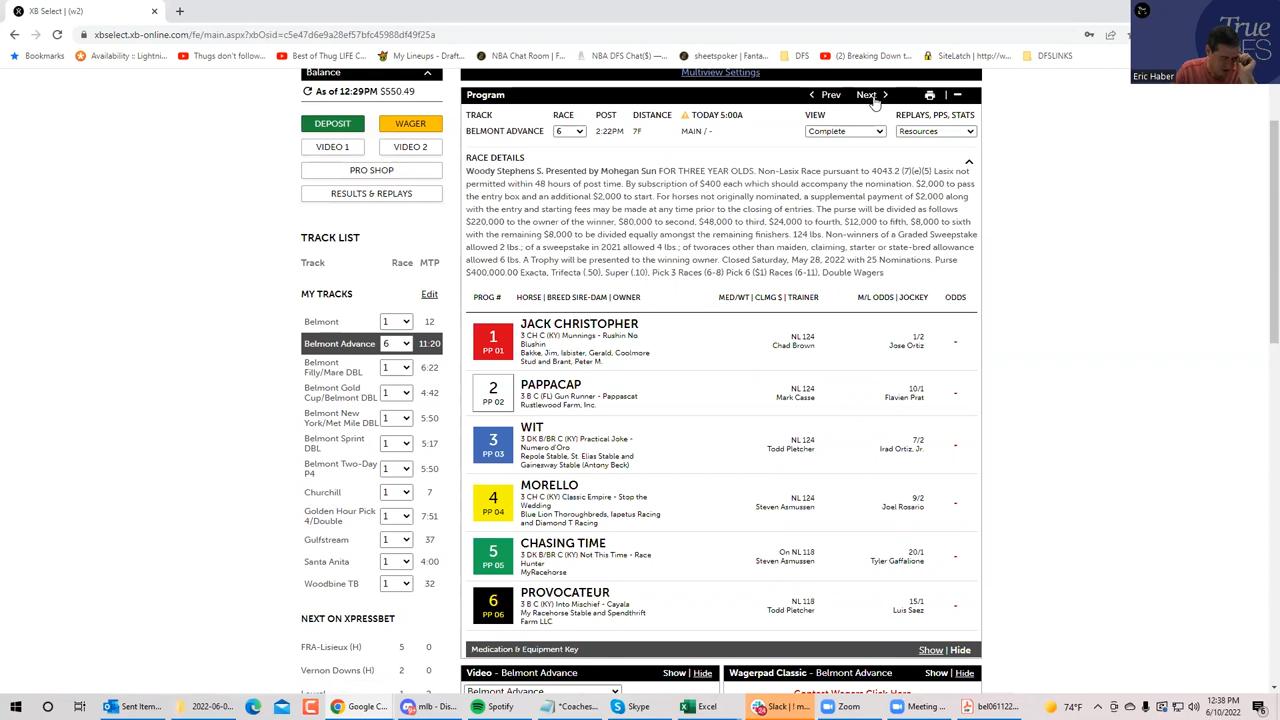 XB Select (w2)
xbselect.xb-online.com/fe/main.aspx?xbOsid=c5e47d6e9a28ef57bfc45988df49f25a
Bookmarks Availability :: Lightni... Thugs don't follow... Best of Thug LIFE C... My Lineups - Draft... NBA Chat Room | F... NBA DFS Chat($)—... sheetspoker | Fanta... DFS (2) Breaking Down t... SiteLatch | http://w... DFSLINKS
True DFS
Eric Haber
Balance
As of 12:29PM $550.49
DEPOSIT WAGER
VIDEO 1 VIDEO 2
PRO SHOP
RESULTS & REPLAYS
TRACK LIST
Track Race MTP
MY TRACKS Edit
Belmont 1 12
Belmont Advance 6 11:20
Belmont
Filly/Mare DBL 1 6:22
Belmont Gold
Cup/Belmont DBL 1 4:42
Belmont New
York/Met Mile DBL 1 5:50
Belmont Sprint
DBL 1 5:17
Belmont Two-Day
P4 1 5:50
Churchill 1 7
Golden Hour Pick
4/Double 1 7:51
Gulfstream 1 37
Santa Anita 1 4:00
Woodbine TB 1 32
NEXT ON XPRESSBET
FRA-Lisieux (H) 5 0
Vernon Downs (H) 2 0
Multiview Settings
Program Prev Next
TRACK RACE POST DISTANCE TODAY 5:00A VIEW REPLAYS, PPS, STATS
BELMONT ADVANCE 6 2:22PM 7F MAIN / - Complete Resources
RACE DETAILS
Woody Stephens S. Presented by Mohegan Sun FOR THREE YEAR OLDS. Non-Lasix Race pursuant to 4043.2 (7)(e)(5) Lasix not
permitted within 48 hours of post time. By subscription of $400 each which should accompany the nomination. $2,000 to pass
the entry box and an additional $2,000 to start. For horses not originally nominated, a supplemental payment of $2,000 along
with the entry and starting fees may be made at any time prior to the closing of entries. The purse will be divided as follows
$220,000 to the owner of the winner, $80,000 to second, $48,000 to third, $24,000 to fourth, $12,000 to fifth, $8,000 to sixth
with the remaining $8,000 to be divided equally amongst the remaining finishers. 124 lbs. Non-winners of a Graded Sweepstake
allowed 2 lbs.; of a sweepstake in 2021 allowed 4 lbs.; of tworaces other than maiden, claiming, starter or state-bred allowance
allowed 6 lbs.; A Trophy will be presented to the winning owner. Closed Saturday, May 28, 2022 with 25 Nominations. Purse
$400,000.00 Exacta, Trifecta (.50), Super (.10), Pick 3 Races (6-8) Pick 6 ($1) Races (6-11), Double Wagers
PROG # HORSE | BREED SIRE-DAM | OWNER MED/WT | CLMG $ | TRAINER M/L ODDS | JOCKEY ODDS
1 PP 01
JACK CHRISTOPHER
3 CH C (KY) Munnings - Rushin No
Blushin
Bakke, Jim, Isbister, Gerald, Coolmore
Stud and Brant, Peter M.
NL 124 1/2 -
Chad Brown Jose Ortiz
2 PP 02
PAPPACAP
3 B C (FL) Gun Runner - Pappascat
Rustlewood Farm, Inc.
NL 124 10/1 -
Mark Casse Flavien Prat
3 PP 03
WIT
3 DK B/BR C (KY) Practical Joke -
Numero d'Oro
Repole Stable, St. Elias Stable and
Gainesway Stable (Antony Beck)
NL 124 7/2 -
Todd Pletcher Irad Ortiz, Jr.
4 PP 04
MORELLO
3 CH C (KY) Classic Empire - Stop the
Wedding
Blue Lion Thoroughbreds, Iapetus Racing
and Diamond T Racing
NL 124 9/2 -
Steven Asmussen Joel Rosario
5 PP 05
CHASING TIME
3 DK B/BR C (KY) Not This Time - Race
Hunter
MyRacehorse
On NL 118 20/1 -
Steven Asmussen Tyler Gaffalione
6 PP 06
PROVOCATEUR
3 B C (KY) Into Mischief - Cayala
My Racehorse Stable and Spendthrift
Farm LLC
NL 118 15/1 -
Todd Pletcher Luis Saez
Medication & Equipment Key Show | Hide
Video - Belmont Advance Show | Hide Wagerpad Classic - Belmont Advance Show | Hide
Belmont Advance
Sent Item... 2022-06-0... Google C... mlb - Disc... Spotify *Coaches... Skype Excel 24 Slack | ! m... Zoom Meeting ... bel061122... 74°F 12:38 PM 6/10/2022